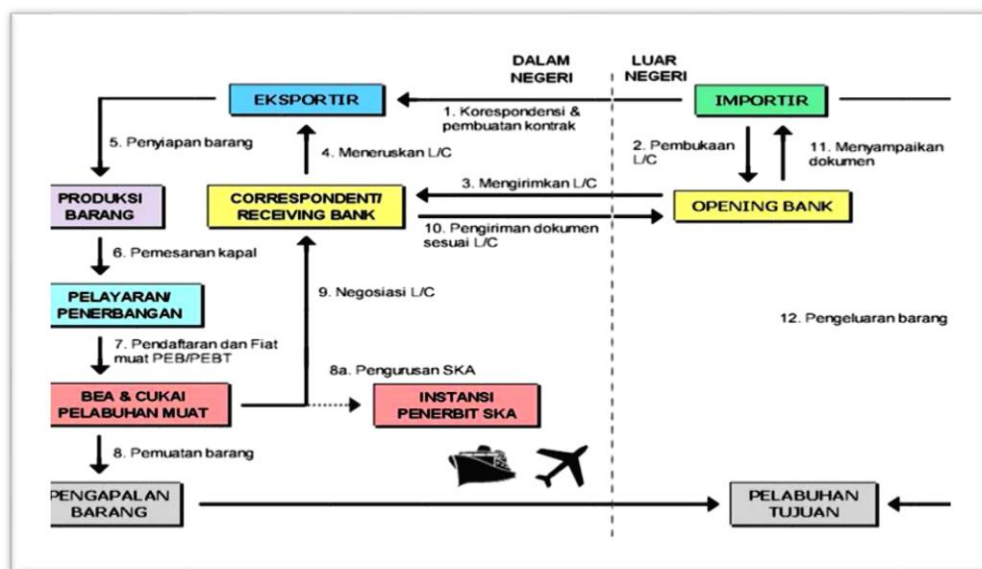 DALAM
NEGERI
LUAR
NEGERI
EKSPORTIR
IMPORTIR
1. Korespondensi &
pembuatan kontrak
5. Penyiapan barang
4. Meneruskan L/C
2. Pembukaan
L/C
11. Menyampaikan
dokumen
3. Mengirimkan L/C
PRODUKSI
BARANG
CORRESPONDENT/
RECEIVING BANK
OPENING BANK
10. Pengiriman dokumen
sesuai L/C
6. Pemesanan kapal
9. Negosiasi L/C
PELAYARAN/
PENERBANGAN
12. Pengeluaran barang
7. Pendaftaran dan Fiat
muat PEB/PEBT
8a. Pengurusan SKA
BEA & CUKAI
PELABUHAN MUAT
INSTANSI
PENERBIT SKA
8. Pemuatan barang
PENGAPALAN
BARANG
PELABUHAN
TUJUAN